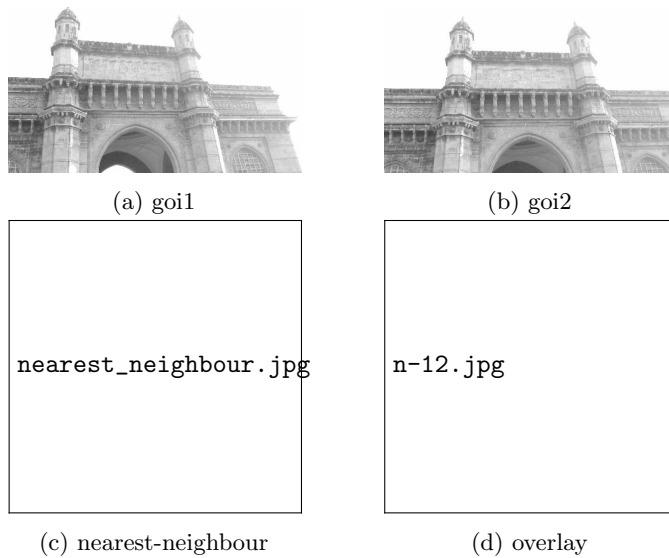 (a) goi1
(b) goi2
nearest_neighbour.jpg
n-12.jpg
(c) nearest-neighbour
(d) overlay